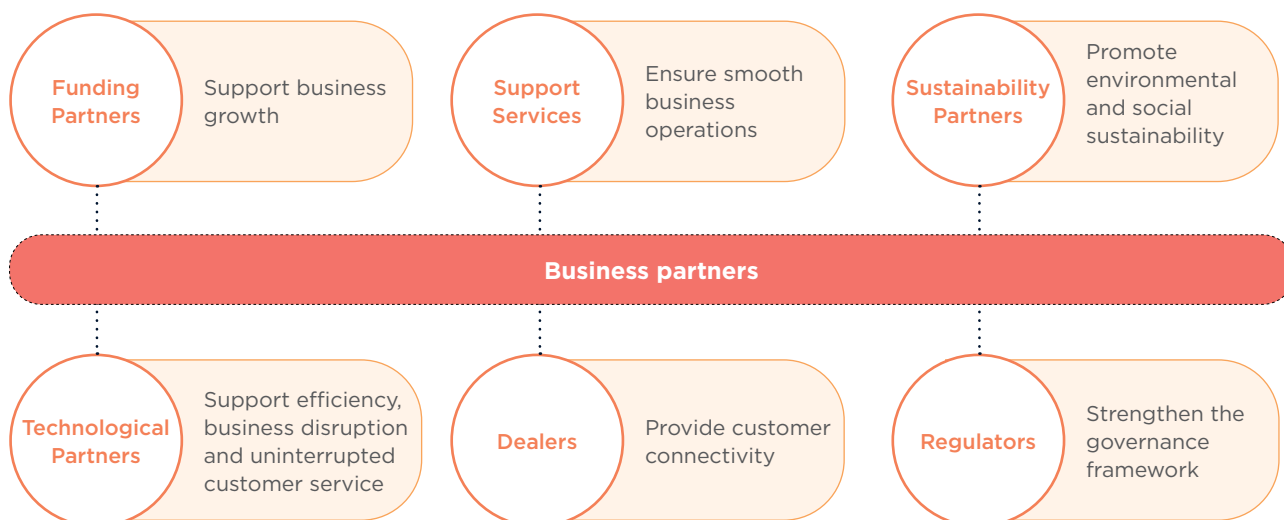 Funding
Partners
Support business
growth
Support
Services
Ensure smooth
business
operations
Sustainability
Partners
Promote
environmental
and social
sustainability
Business partners
Technological
Partners
Support efficiency,
business disruption
and uninterrupted
customer service
Dealers
Provide customer
connectivity
Regulators
Strengthen the
governance
framework